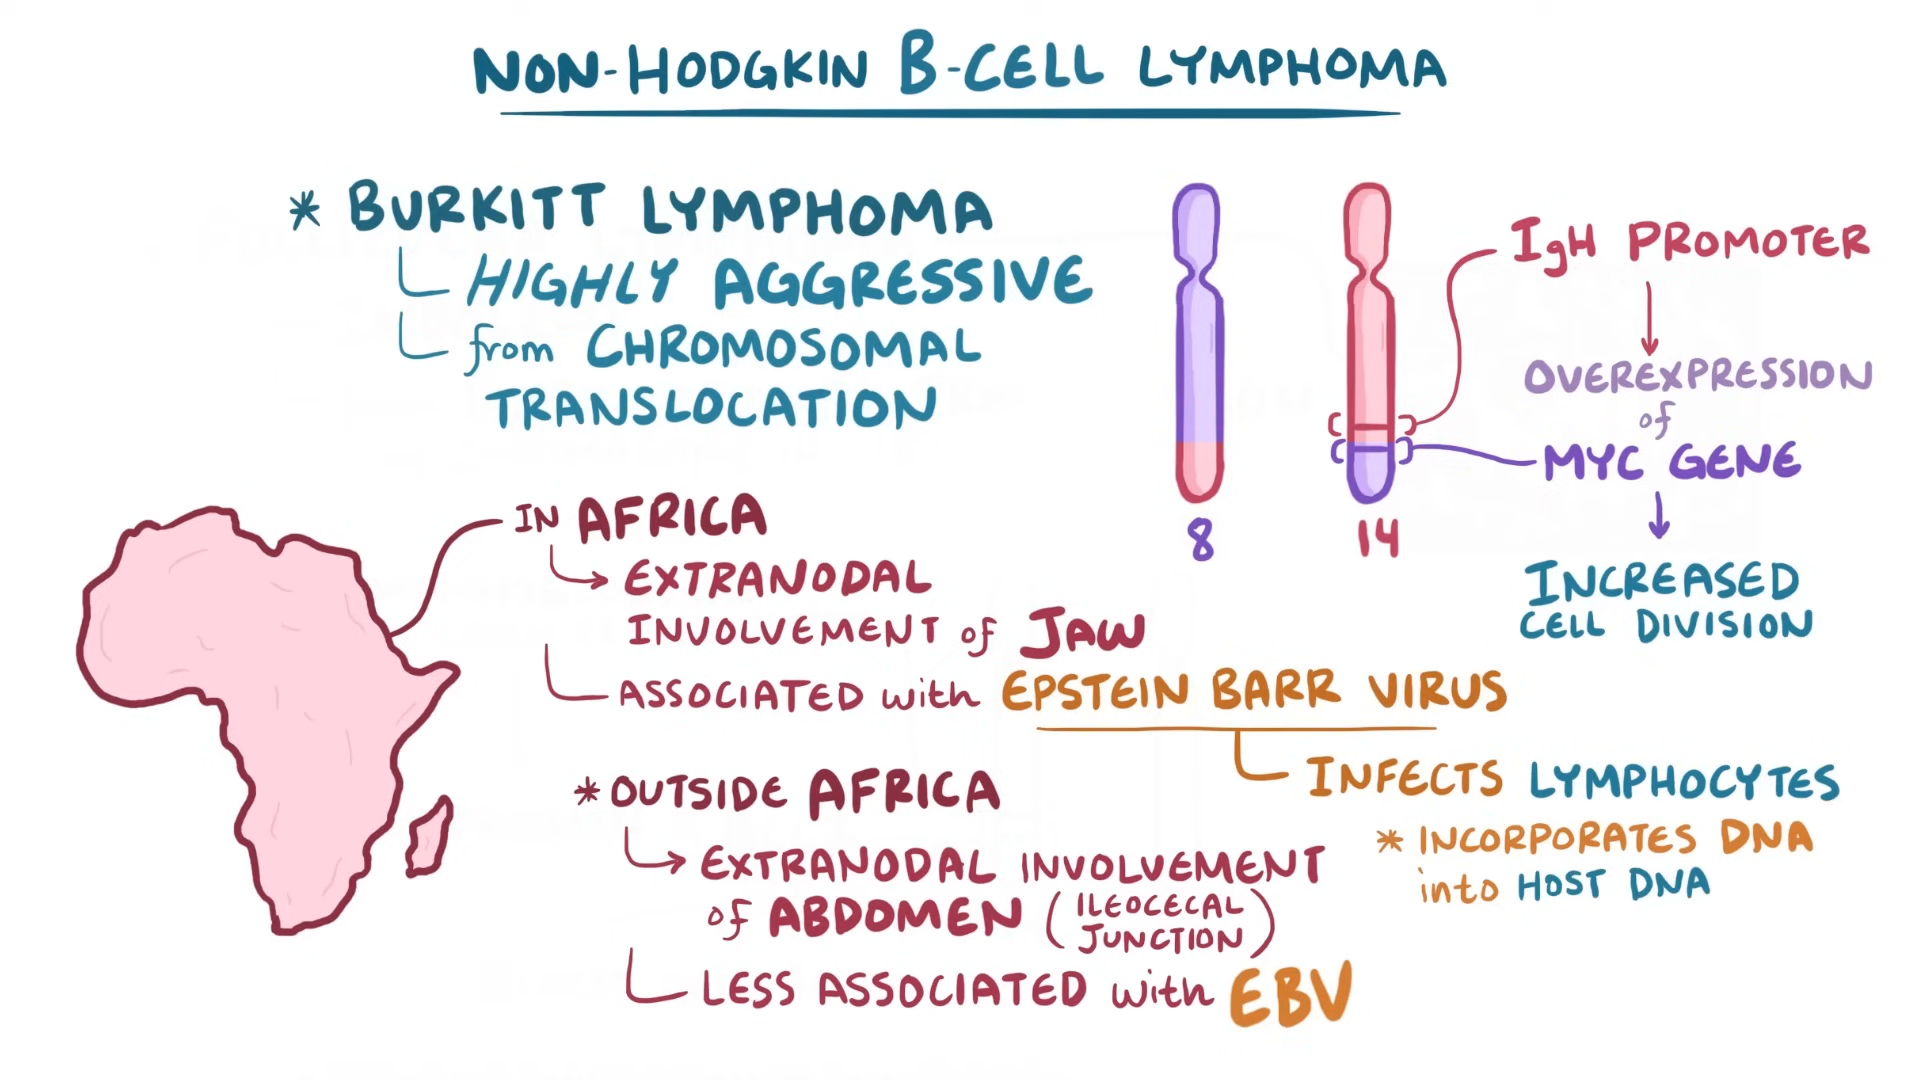 NON-HODGKIN B-CELL LYMPHOMA
* BURKITT LYMPHOMA
HIGHLY AGGRESSIVE
from CHROMOSOMAL
TRANSLOCATION
8
14
IgH PROMOTER
OVEREXPRESSION
of
MYC GENE
INCREASED
CELL DIVISION
IN AFRICA
EXTRANODAL
INVOLVEMENT of JAW
ASSOCIATED with EPSTEIN BARR VIRUS
INFECTS LYMPHOCYTES
* INCORPORATES DNA
into HOST DNA
* OUTSIDE AFRICA
EXTRANODAL INVOLVEMENT
of ABDOMEN (ILEOCECAL
JUNCTION)
LESS ASSOCIATED with EBV